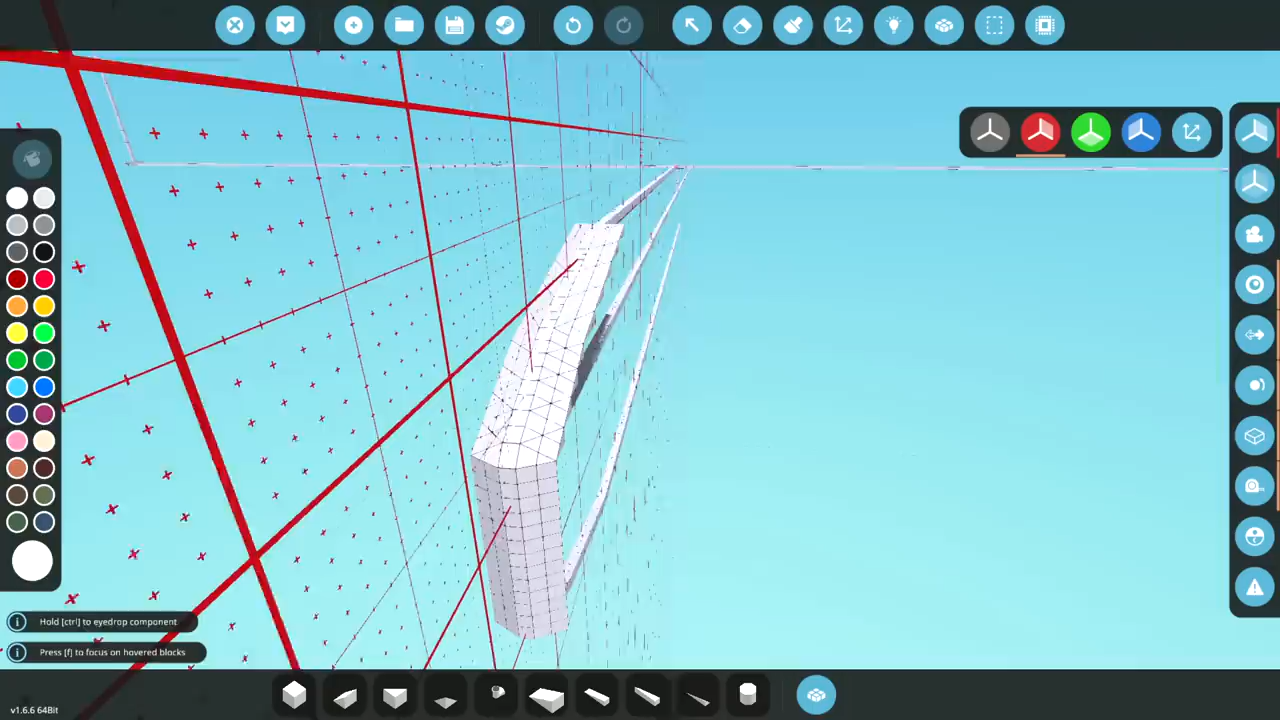 Hold [ctrl] to eyedrop component
Press [f] to focus on hovered blocks
v1.6.6 64Bit